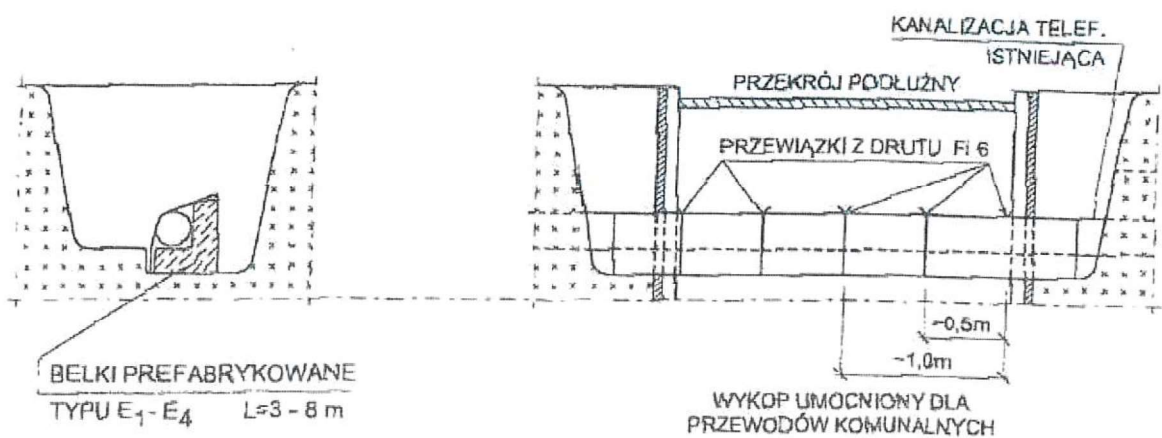 KANALIZACJA TELEF.
ISTNIEJĄCA
PRZEKRÓJ PODŁUŻNY
PRZEWIĄZKI Z DRUTU FI 6
~0,5m
~1,0m
BELKI PREFABRYKOWANE
TYPU E₁ - E₄ L=3 - 8 m
WYKOP UMOCNIONY DLA
PRZEWODÓW KOMUNALNYCH